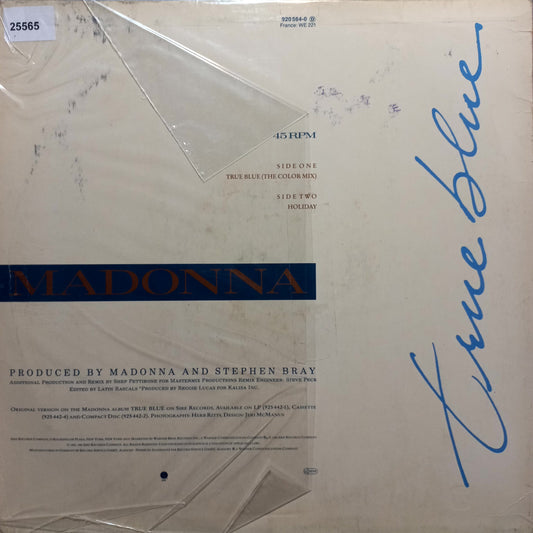 25565
920 564-0
France: WE 221
45 RPM
SIDE ONE
TRUE BLUE (THE COLOR MIX)
SIDE TWO
HOLIDAY
true blue
MADONNA
PRODUCED BY MADONNA AND STEPHEN BRAY
ADDITIONAL PRODUCTION AND REMIX BY SHEP PETTIBONE FOR MASTERMIX PRODUCTIONS REMIX ENGINEER: STEVE PECK
EDITED BY LATIN RASCALS *PRODUCED BY REGGIE LUCAS FOR KALISA INC.
ORIGINAL VERSION ON THE MADONNA ALBUM TRUE BLUE ON SIRE RECORDS, AVAILABLE ON LP (925 442-1), CASSETTE
(925 442-4) AND COMPACT DISC (925 442-2). PHOTOGRAPHY: HERB RITTS DESIGN: JERI MCMANUS